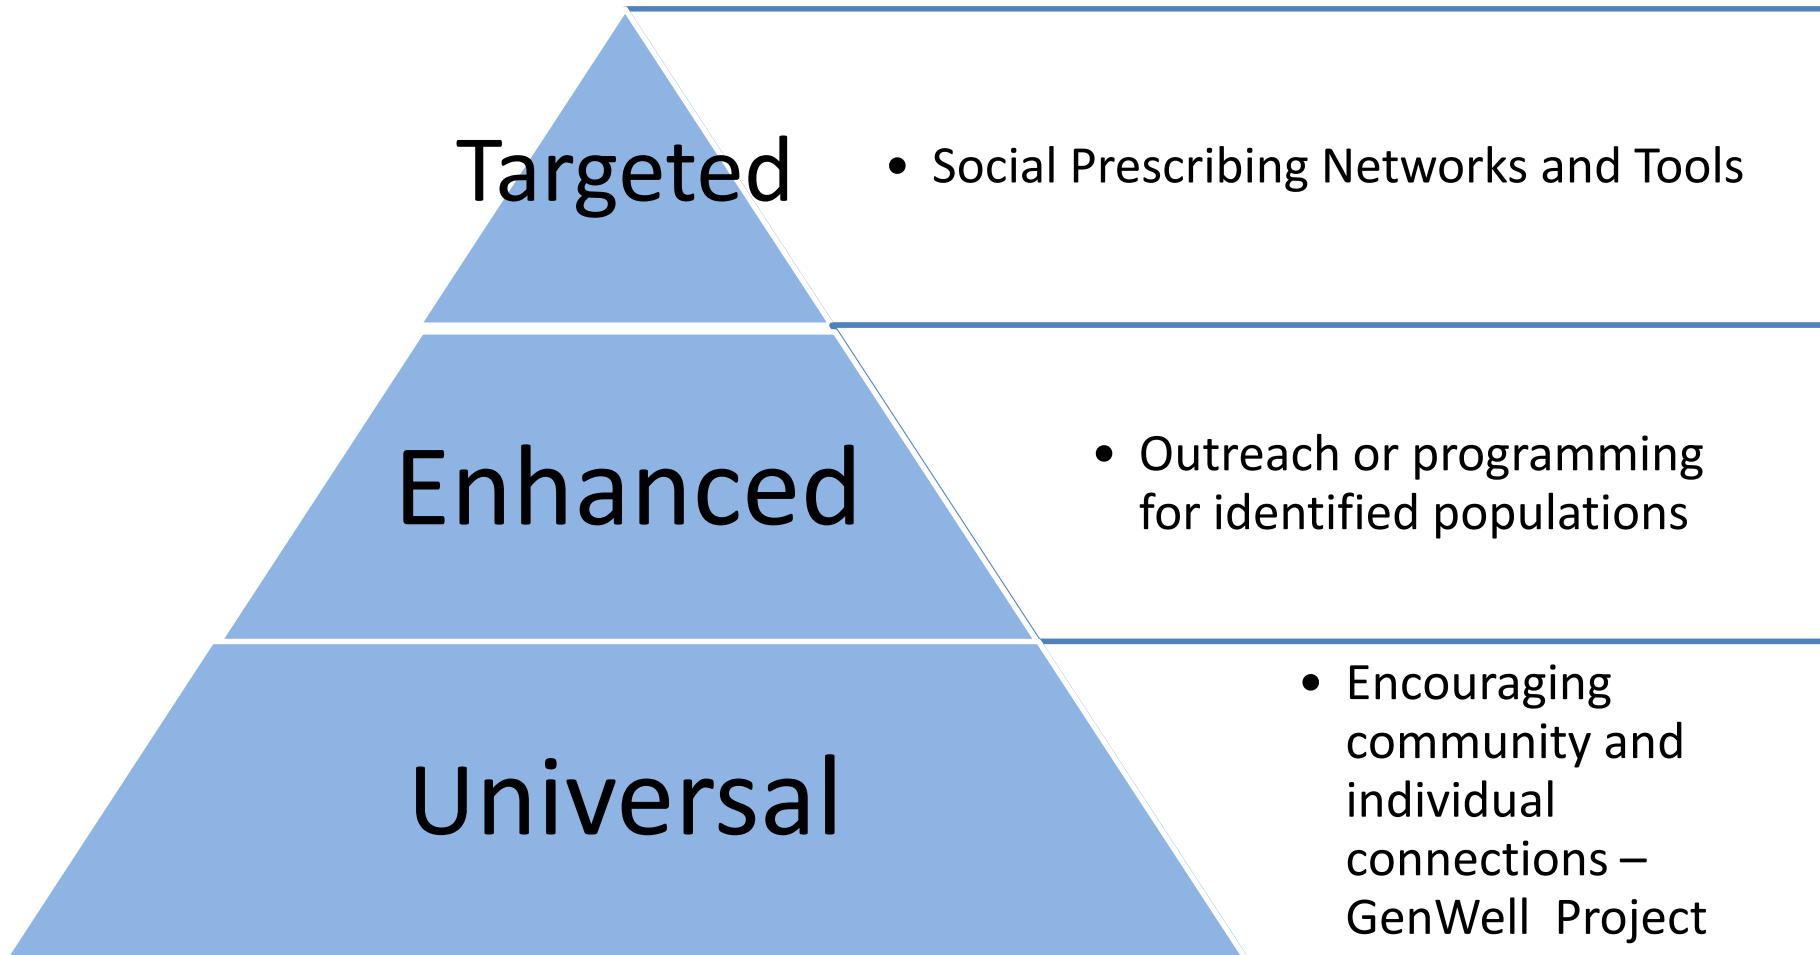 Targeted
• Social Prescribing Networks and Tools
Enhanced
• Outreach or programming
for identified populations
Universal
• Encouraging
community and
individual
connections –
GenWell  Project